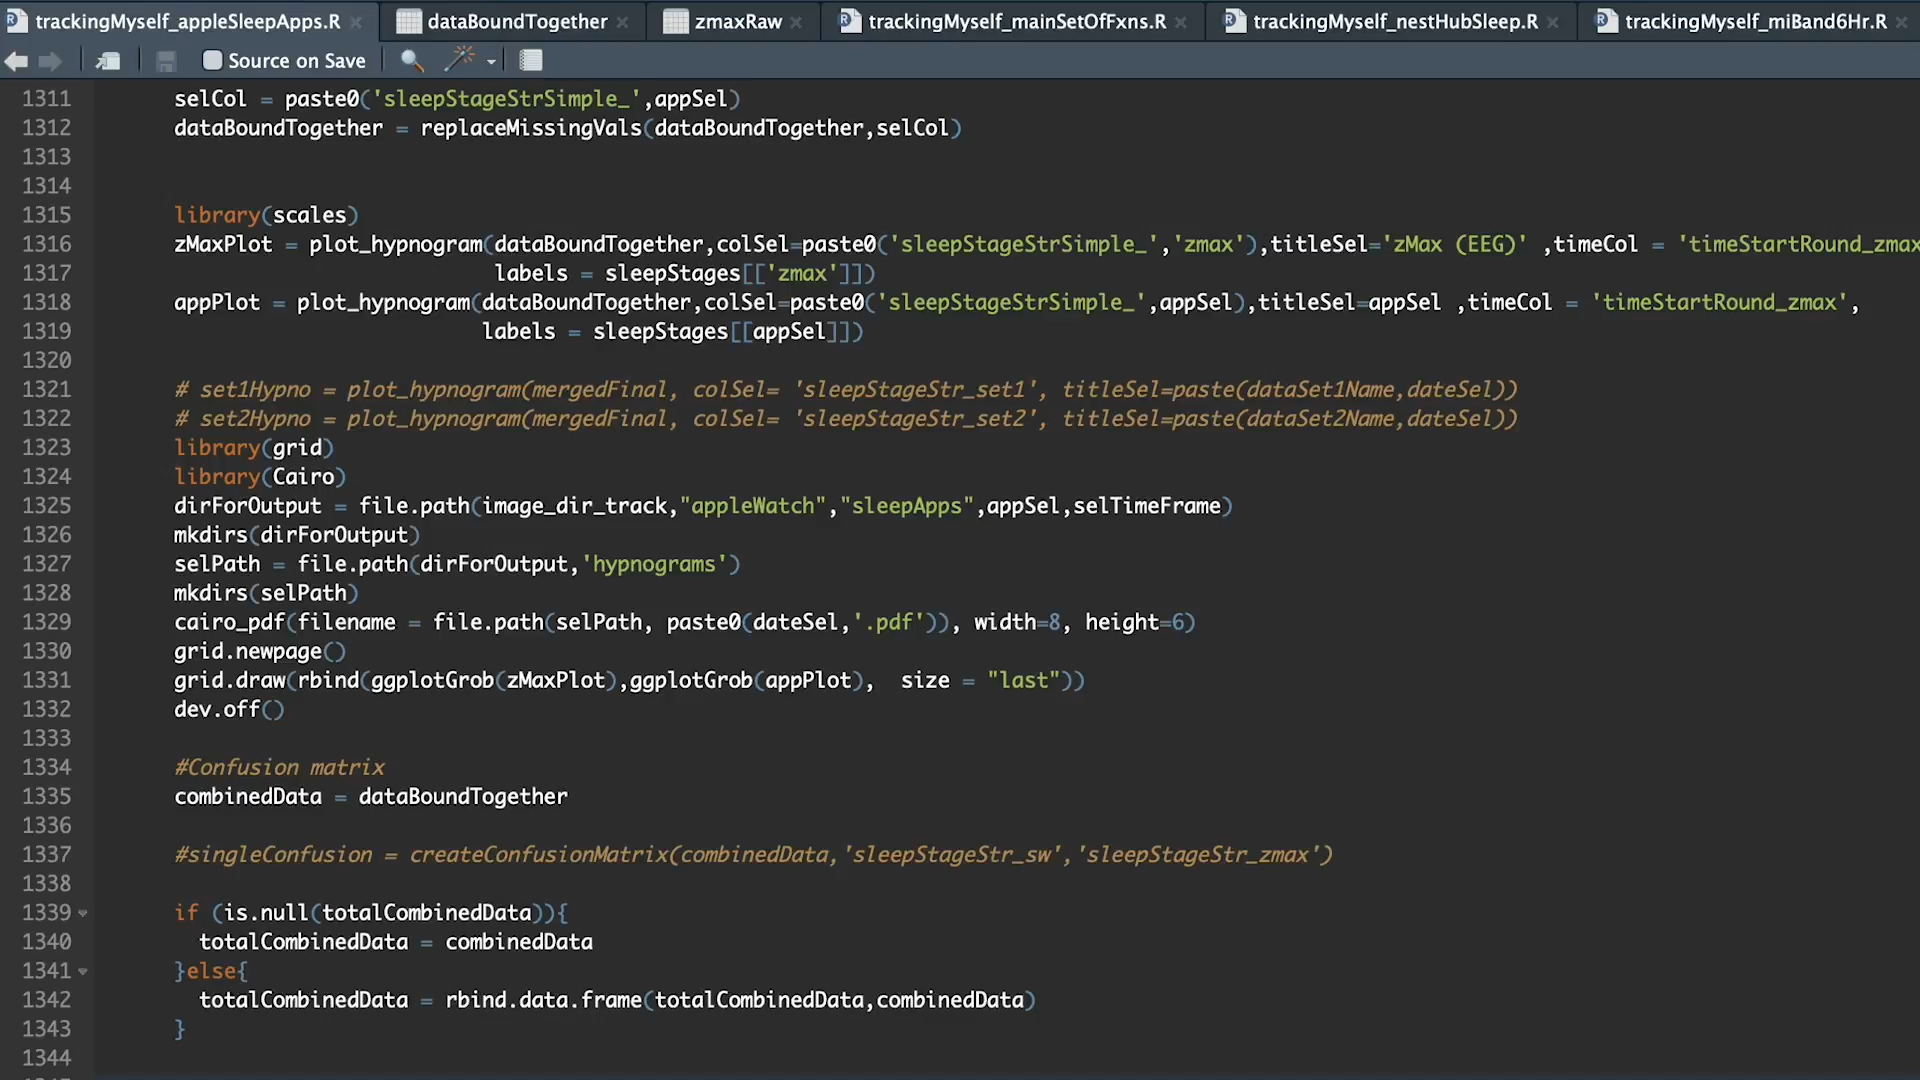 trackingMyself_appleSleepApps.R × dataBoundTogether × zmaxRaw × trackingMyself_mainSetOfFxns.R × trackingMyself_nestHubSleep.R × trackingMyself_miBand6Hr.R ×
Source on Save
1311 selCol = paste0('sleepStageStrSimple_',appSel)
1312 dataBoundTogether = replaceMissingVals(dataBoundTogether,selCol)
1313
1314
1315 library(scales)
1316 zMaxPlot = plot_hypnogram(dataBoundTogether,colSel=paste0('sleepStageStrSimple_','zmax'),titleSel='zMax (EEG)' ,timeCol = 'timeStartRound_zmax
1317 labels = sleepStages[['zmax']])
1318 appPlot = plot_hypnogram(dataBoundTogether,colSel=paste0('sleepStageStrSimple_',appSel),titleSel=appSel ,timeCol = 'timeStartRound_zmax',
1319 labels = sleepStages[[appSel]])
1320
1321 # set1Hypno = plot_hypnogram(mergedFinal, colSel= 'sleepStageStr_set1', titleSel=paste(dataSet1Name,dateSel))
1322 # set2Hypno = plot_hypnogram(mergedFinal, colSel= 'sleepStageStr_set2', titleSel=paste(dataSet2Name,dateSel))
1323 library(grid)
1324 library(Cairo)
1325 dirForOutput = file.path(image_dir_track,"appleWatch","sleepApps",appSel,selTimeFrame)
1326 mkdirs(dirForOutput)
1327 selPath = file.path(dirForOutput,'hypnograms')
1328 mkdirs(selPath)
1329 cairo_pdf(filename = file.path(selPath, paste0(dateSel,'.pdf')), width=8, height=6)
1330 grid.newpage()
1331 grid.draw(rbind(ggplotGrob(zMaxPlot),ggplotGrob(appPlot), size = "last"))
1332 dev.off()
1333
1334 #Confusion matrix
1335 combinedData = dataBoundTogether
1336
1337 #singleConfusion = createConfusionMatrix(combinedData,'sleepStageStr_sw','sleepStageStr_zmax')
1338
1339 if (is.null(totalCombinedData)){
1340 totalCombinedData = combinedData
1341 }else{
1342 totalCombinedData = rbind.data.frame(totalCombinedData,combinedData)
1343 }
1344